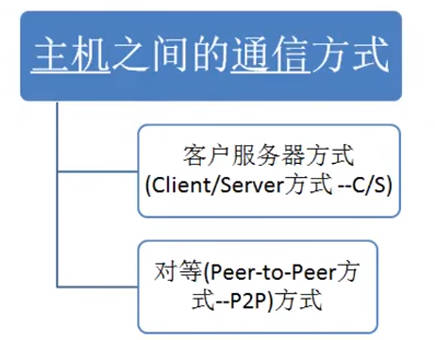 主机之间的通信方式
客户服务器方式
(Client/Server方式 --C/S)
对等(Peer-to-Peer方
式--P2P)方式